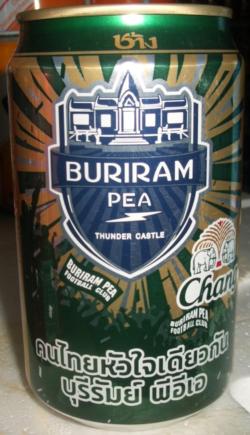 ช้าง
BURIRAM
PEA
THUNDER CASTLE
BURIRAM PEA
FOOTBALL CLUB
Chang
BURIRAM PEA
FOOTBALL CLUB
คนไทยหัวใจเดียวกัน
บุรีรัมย์ พีอีเอ